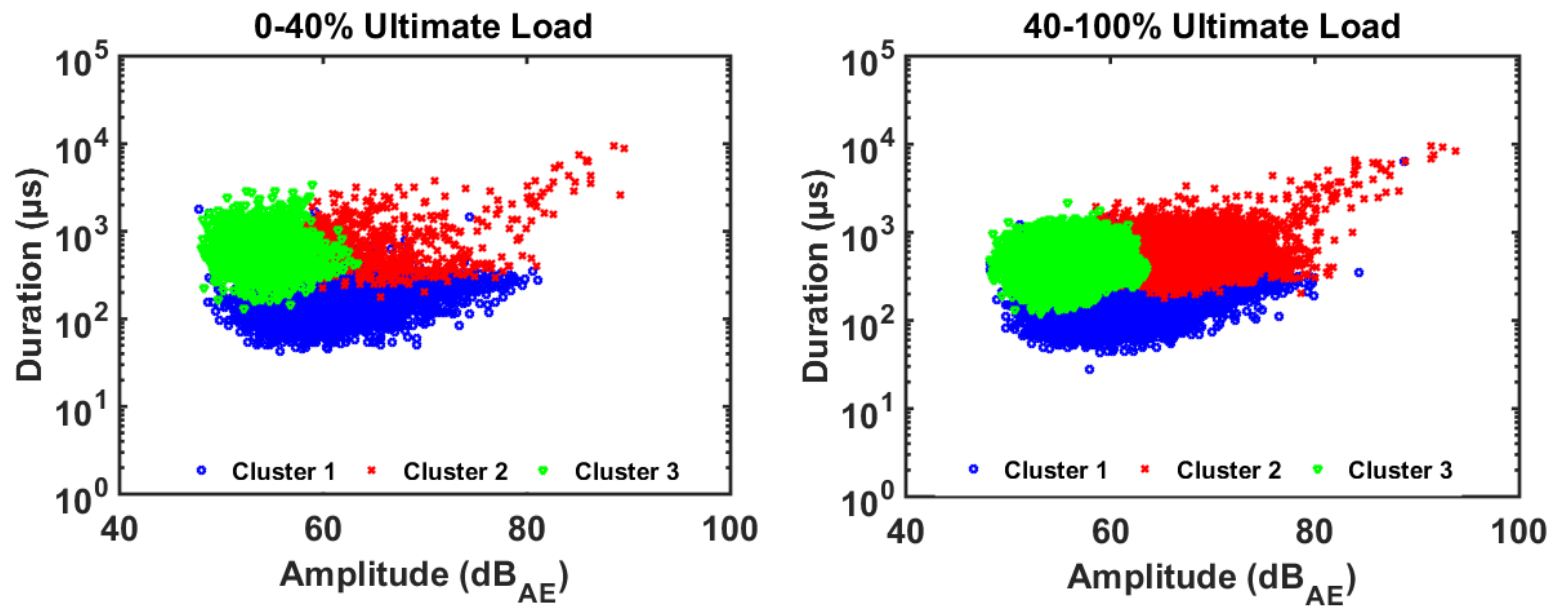 0-40% Ultimate Load
10^5
10^4
10^3
10^2
10^1
10^0
Duration (μs)
Cluster 1 Cluster 2 Cluster 3
40 60 80 100
Amplitude (dB_AE)
40-100% Ultimate Load
10^5
10^4
10^3
10^2
10^1
10^0
Duration (μs)
Cluster 1 Cluster 2 Cluster 3
40 60 80 100
Amplitude (dB_AE)